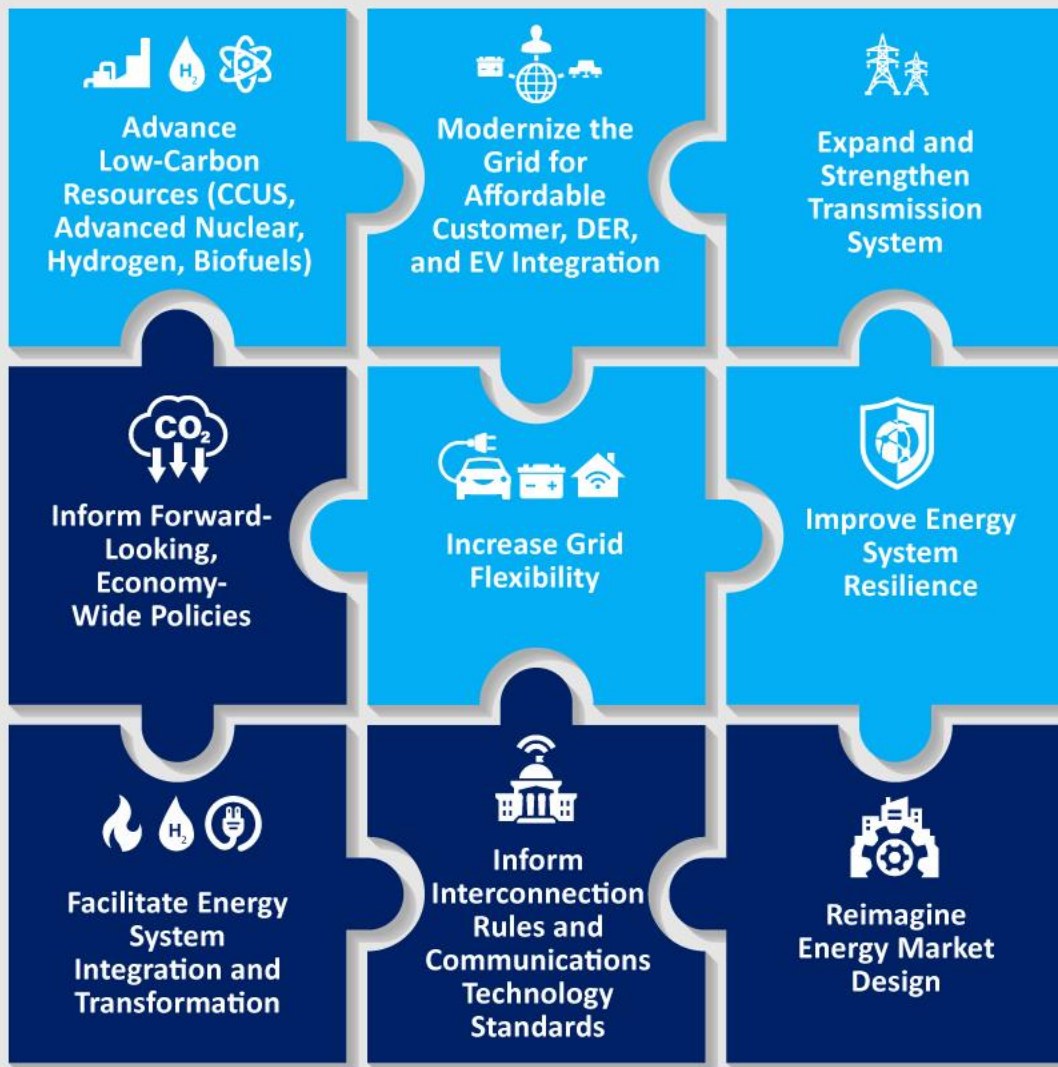 H₂
Advance
Low-Carbon
Resources (CCUS,
Advanced Nuclear,
Hydrogen, Biofuels)
Modernize the
Grid for
Affordable
Customer, DER,
and EV Integration
Expand and
Strengthen
Transmission
System
CO₂
Inform Forward-
Looking,
Economy-
Wide Policies
Increase Grid
Flexibility
Improve Energy
System
Resilience
H₂
Facilitate Energy
System
Integration and
Transformation
Inform
Interconnection
Rules and
Communications
Technology
Standards
Reimagine
Energy Market
Design